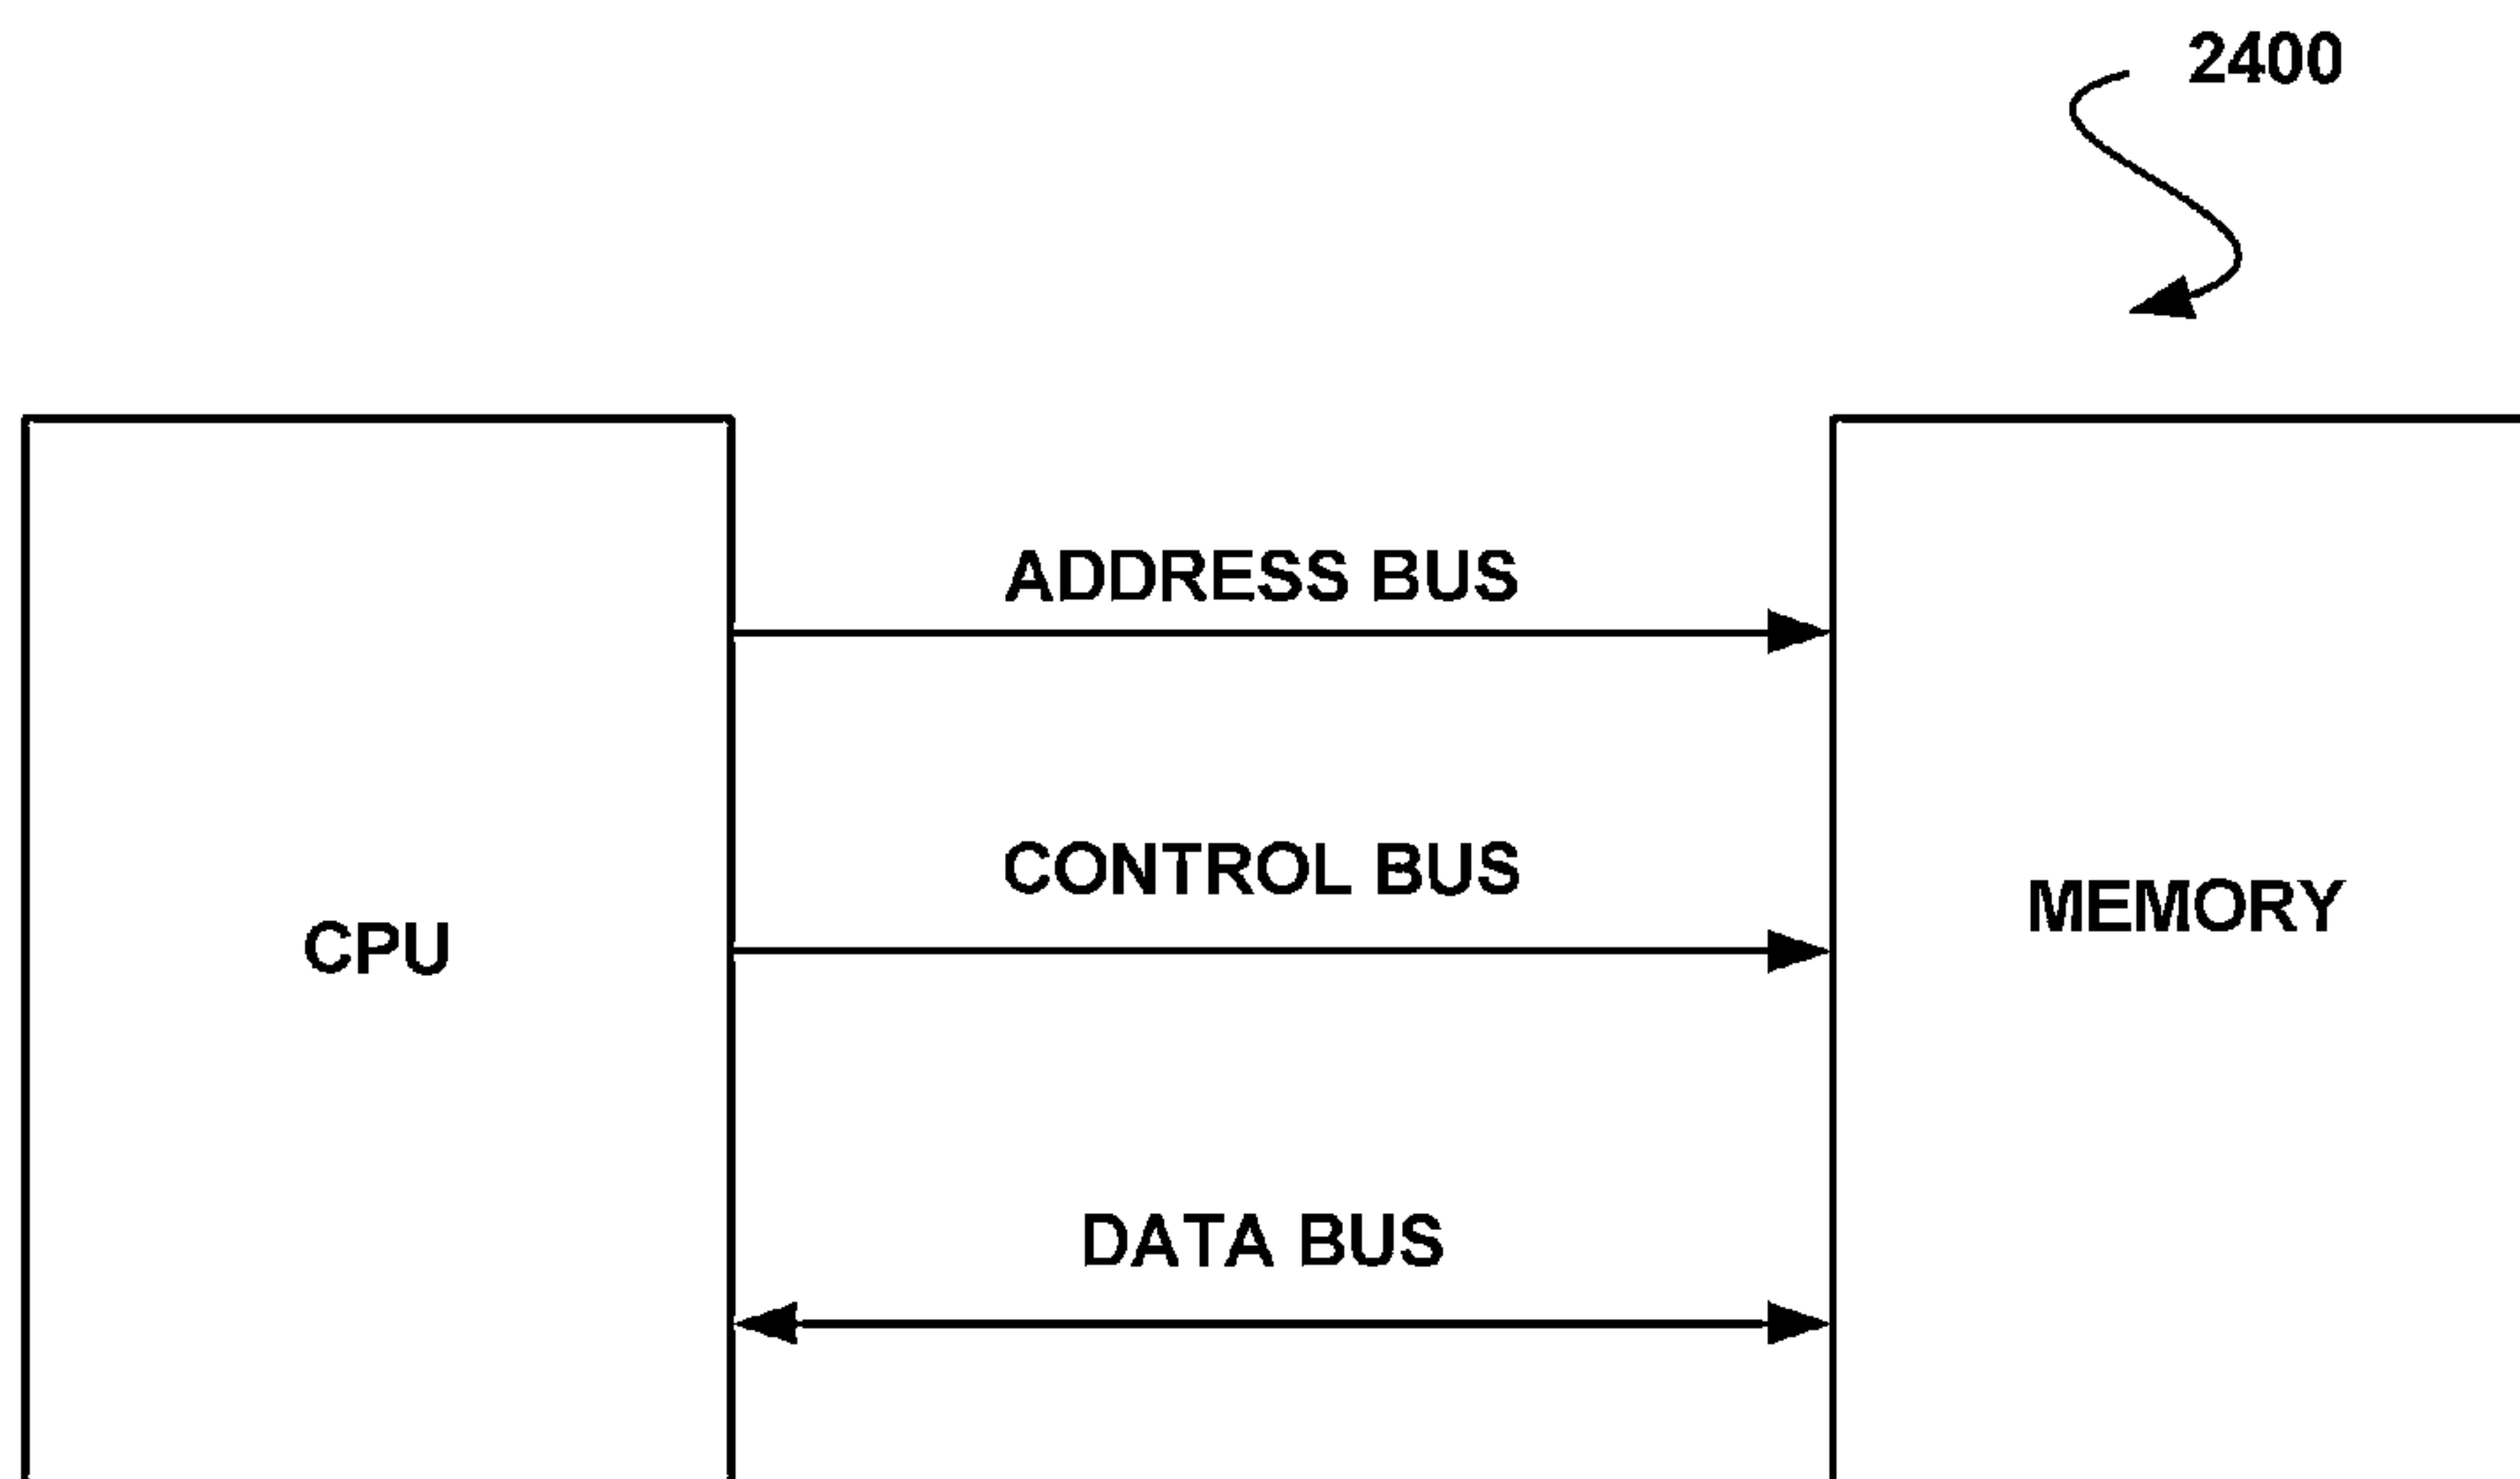 2400
ADDRESS BUS
CONTROL BUS
CPU
MEMORY
DATA BUS